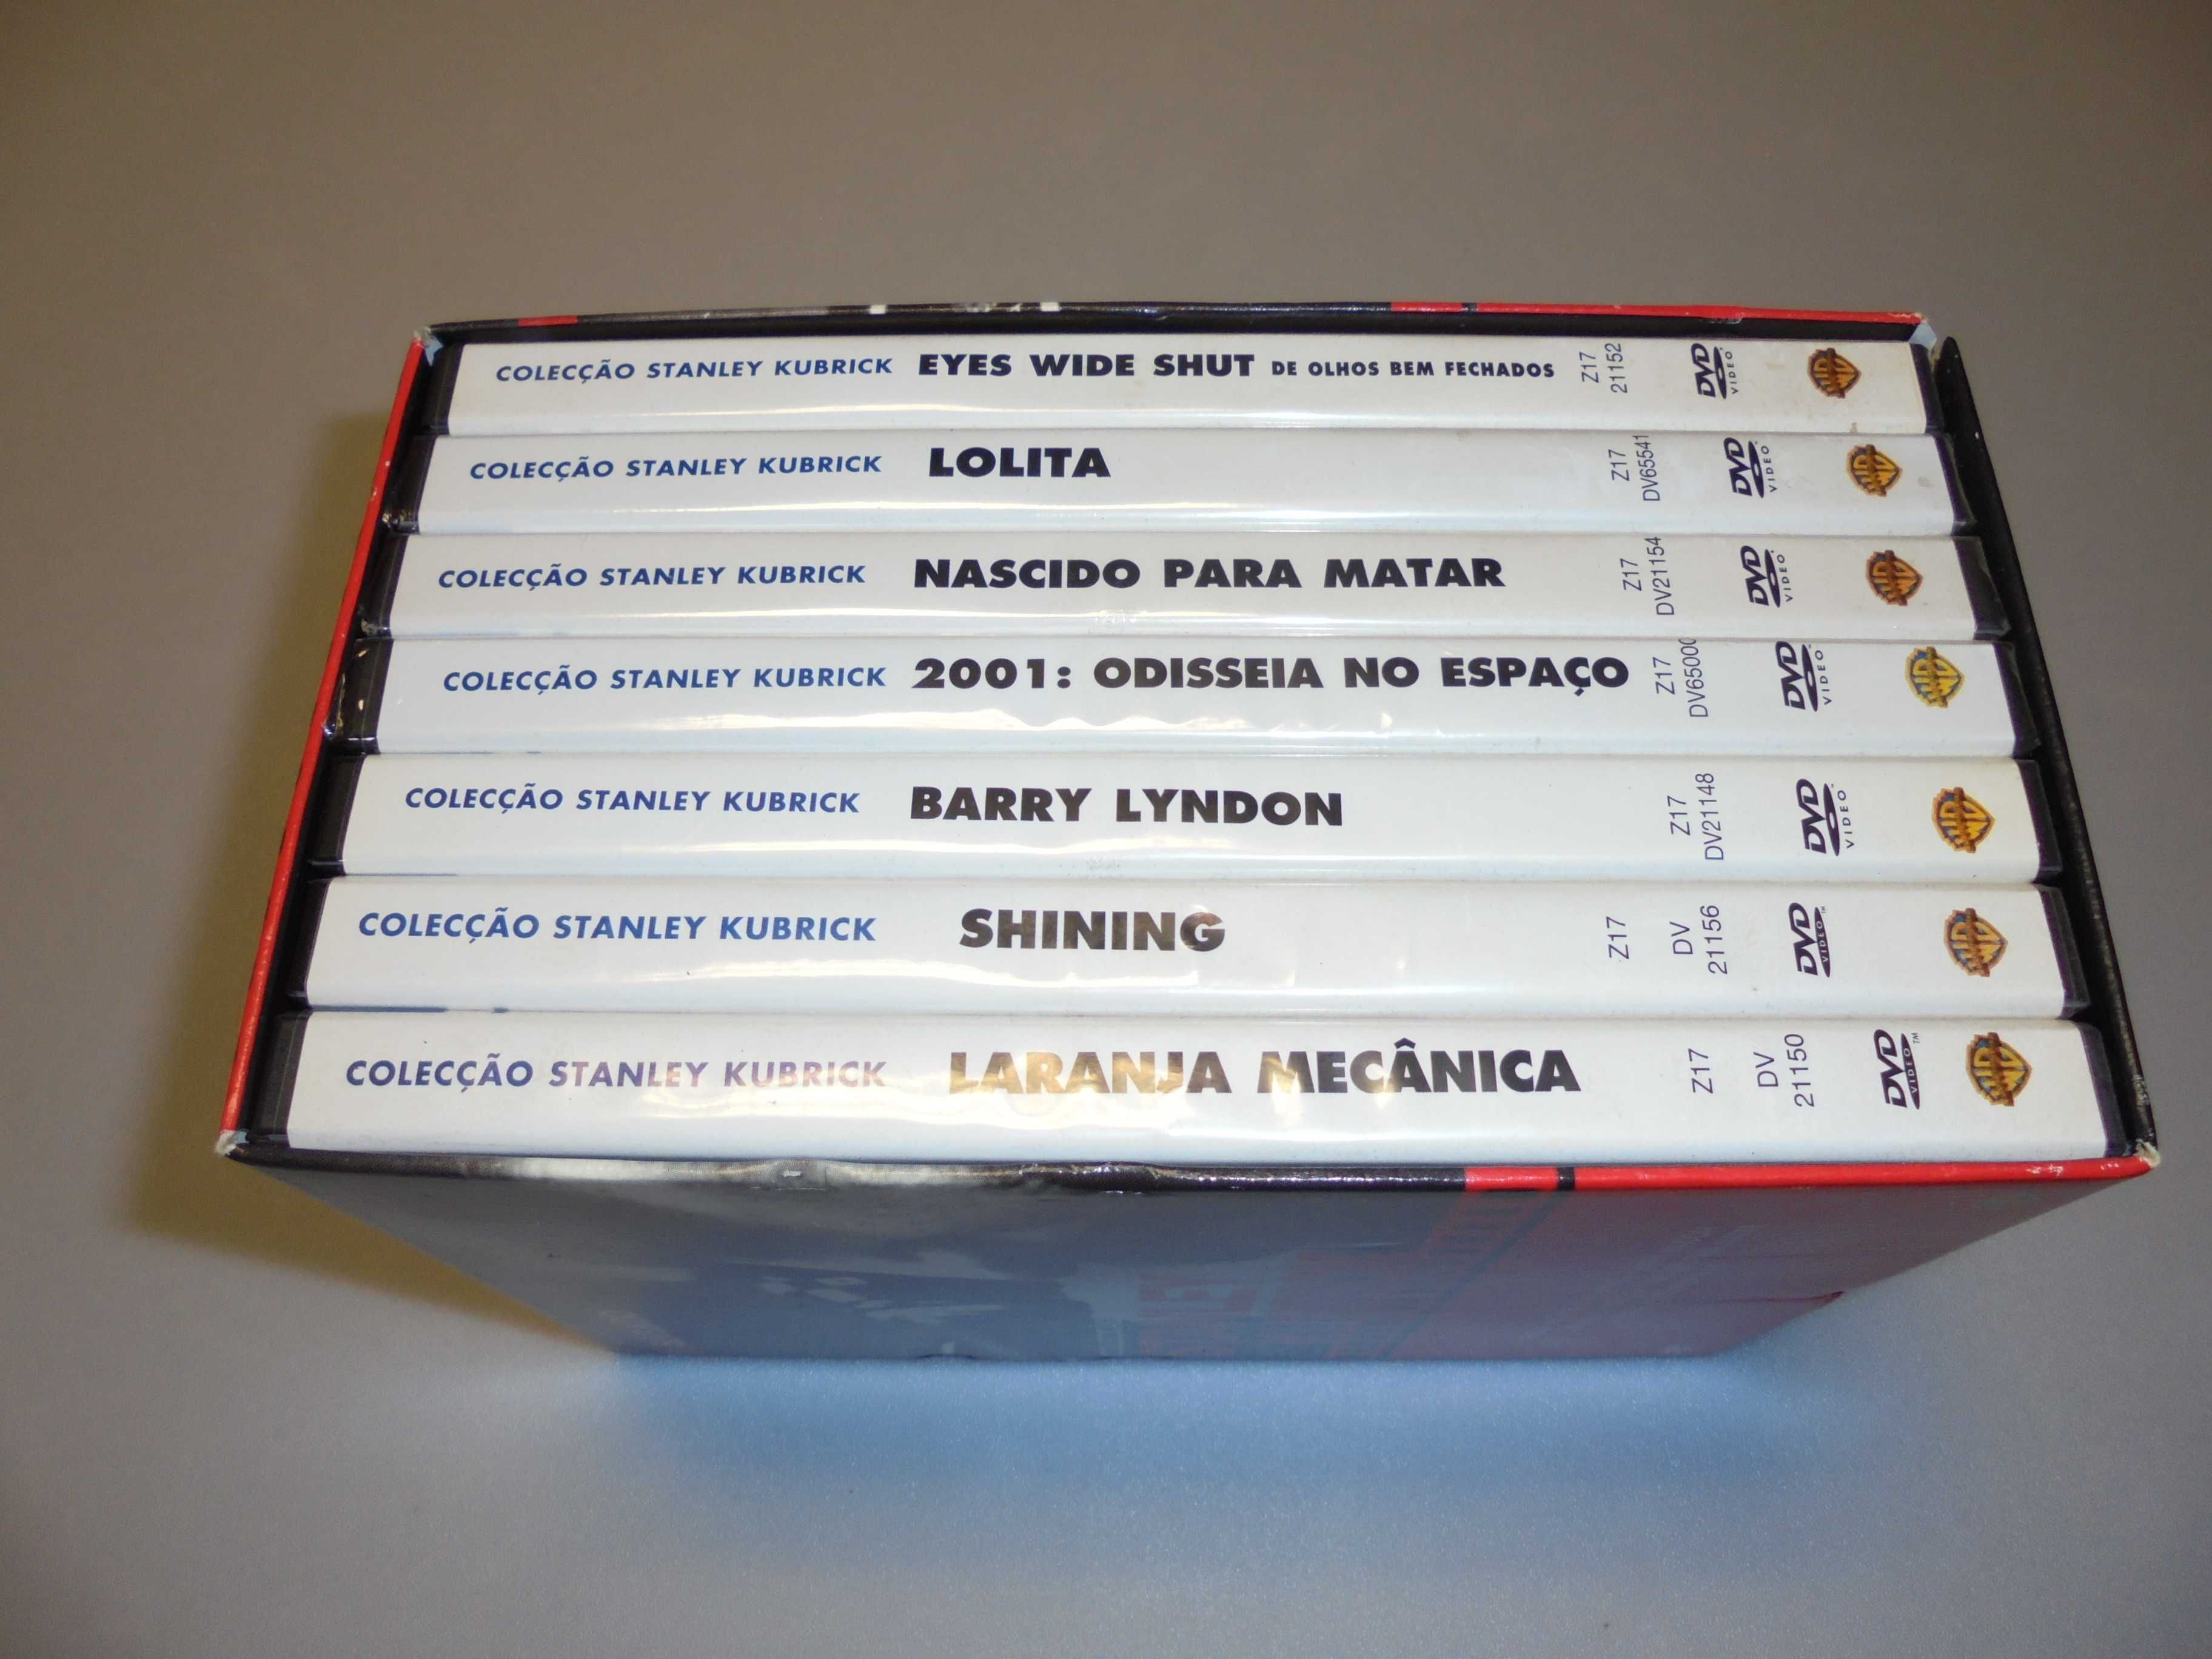 COLECÇÃO STANLEY KUBRICK EYES WIDE SHUT DE OLHOS BEM FECHADOS Z17 21152 DVD VIDEO
COLECÇÃO STANLEY KUBRICK LOLITA Z17 DV65541 DVD VIDEO
COLECÇÃO STANLEY KUBRICK NASCIDO PARA MATAR Z17 DV21154 DVD VIDEO
COLECÇÃO STANLEY KUBRICK 2001: ODISSEIA NO ESPAÇO Z17 DV65000 DVD VIDEO
COLECÇÃO STANLEY KUBRICK BARRY LYNDON Z17 DV21148 DVD VIDEO
COLECÇÃO STANLEY KUBRICK SHINING Z17 DV 21156 DVD VIDEO
COLECÇÃO STANLEY KUBRICK LARANJA MECÂNICA Z17 DV 21150 DVD VIDEO